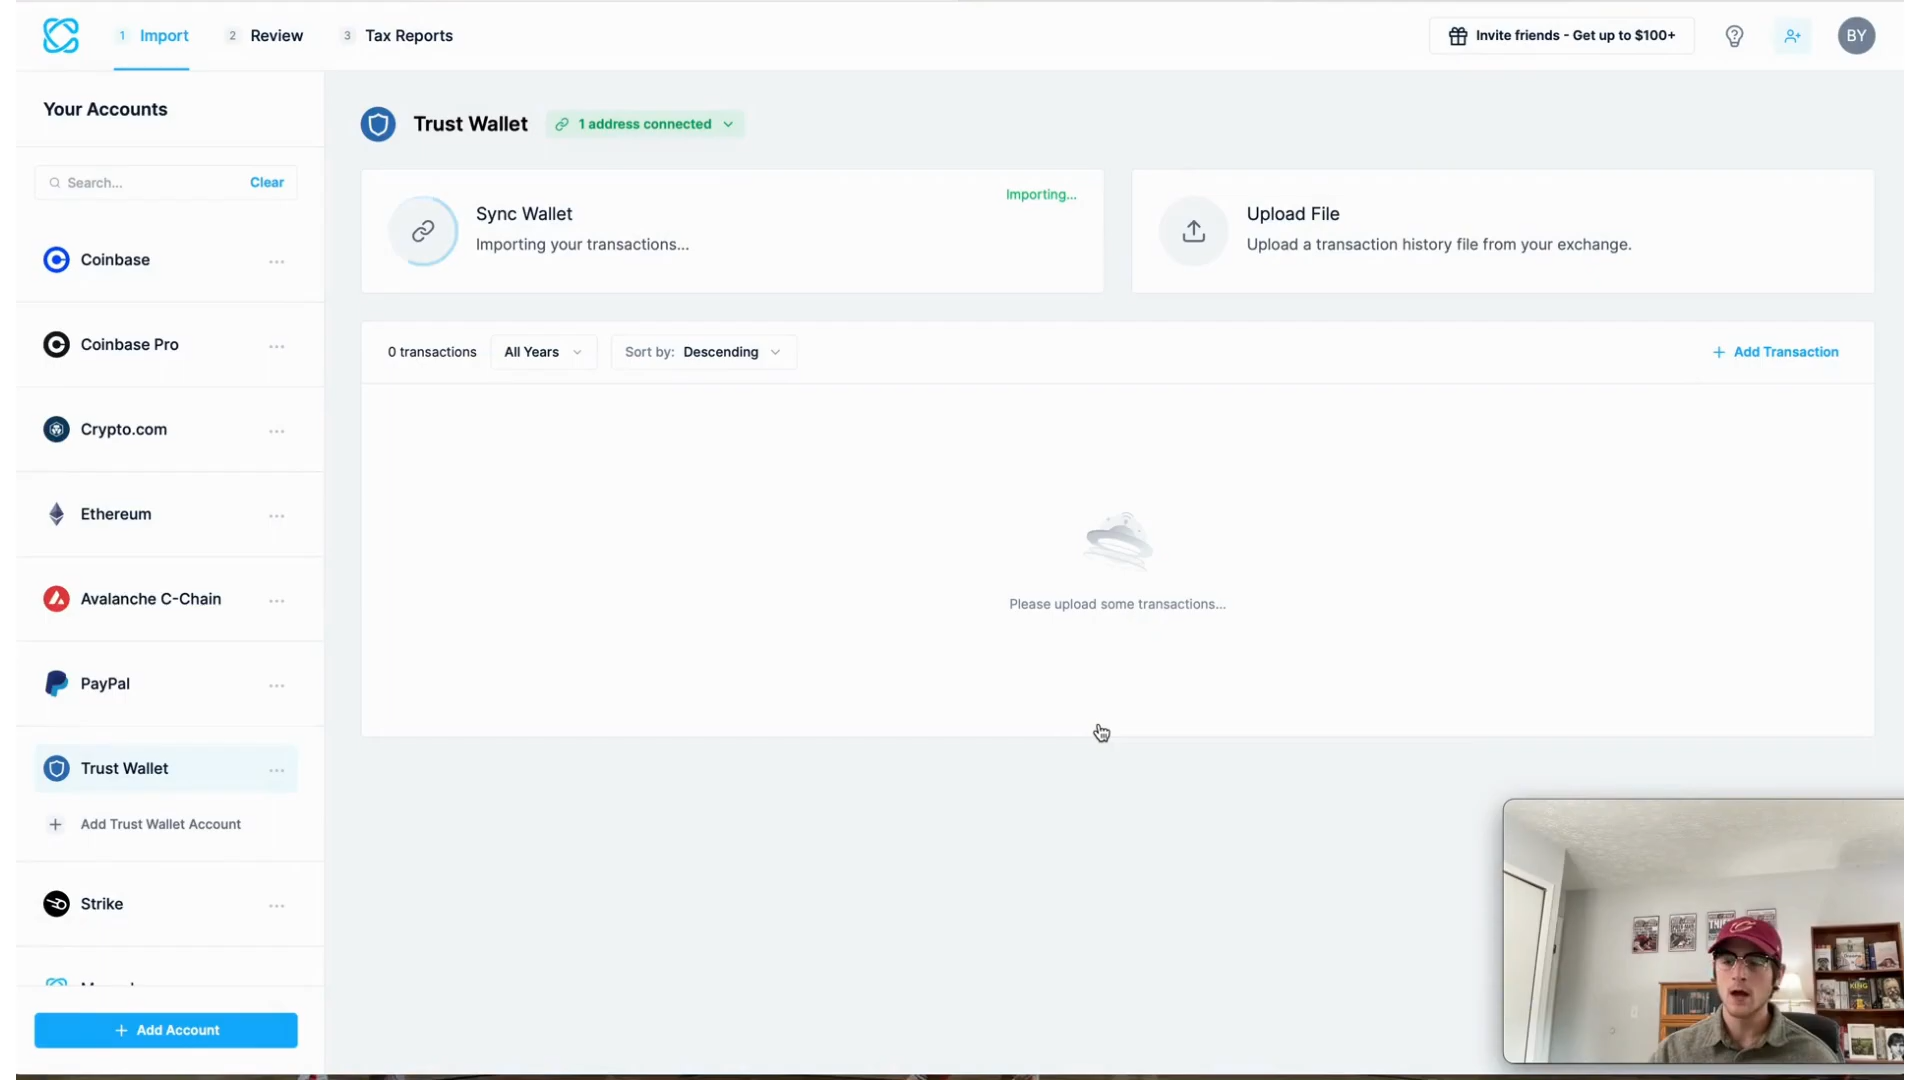 1 Import
2 Review
3 Tax Reports
Invite friends - Get up to $100+
BY
Your Accounts
Search...
Clear
Coinbase
Coinbase Pro
Crypto.com
Ethereum
Avalanche C-Chain
PayPal
Trust Wallet
Add Trust Wallet Account
Strike
+ Add Account
Trust Wallet
1 address connected
Sync Wallet
Importing your transactions...
Importing...
Upload File
Upload a transaction history file from your exchange.
0 transactions
All Years
Sort by: Descending
+ Add Transaction
Please upload some transactions...
KING